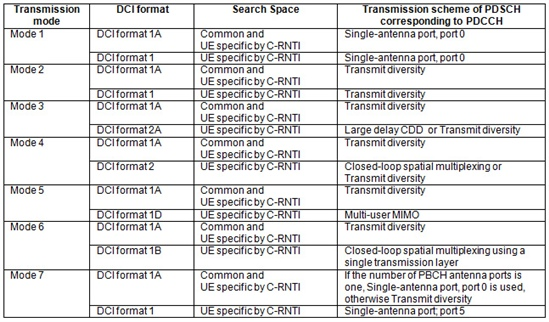 Transmission mode | DCI format | Search Space | Transmission scheme of PDSCH corresponding to PDCCH
Mode 1 | DCI format 1A | Common and UE specific by C-RNTI | Single-antenna port, port 0
DCI format 1 | UE specific by C-RNTI | Single-antenna port, port 0
Mode 2 | DCI format 1A | Common and UE specific by C-RNTI | Transmit diversity
DCI format 1 | UE specific by C-RNTI | Transmit diversity
Mode 3 | DCI format 1A | Common and UE specific by C-RNTI | Transmit diversity
DCI format 2A | UE specific by C-RNTI | Large delay CDD or Transmit diversity
Mode 4 | DCI format 1A | Common and UE specific by C-RNTI | Transmit diversity
DCI format 2 | UE specific by C-RNTI | Closed-loop spatial multiplexing or Transmit diversity
Mode 5 | DCI format 1A | Common and UE specific by C-RNTI | Transmit diversity
DCI format 1D | UE specific by C-RNTI | Multi-user MIMO
Mode 6 | DCI format 1A | Common and UE specific by C-RNTI | Transmit diversity
DCI format 1B | UE specific by C-RNTI | Closed-loop spatial multiplexing using a single transmission layer
Mode 7 | DCI format 1A | Common and UE specific by C-RNTI | If the number of PBCH antenna ports is one, Single-antenna port, port 0 is used, otherwise Transmit diversity
DCI format 1 | UE specific by C-RNTI | Single-antenna port; port 5